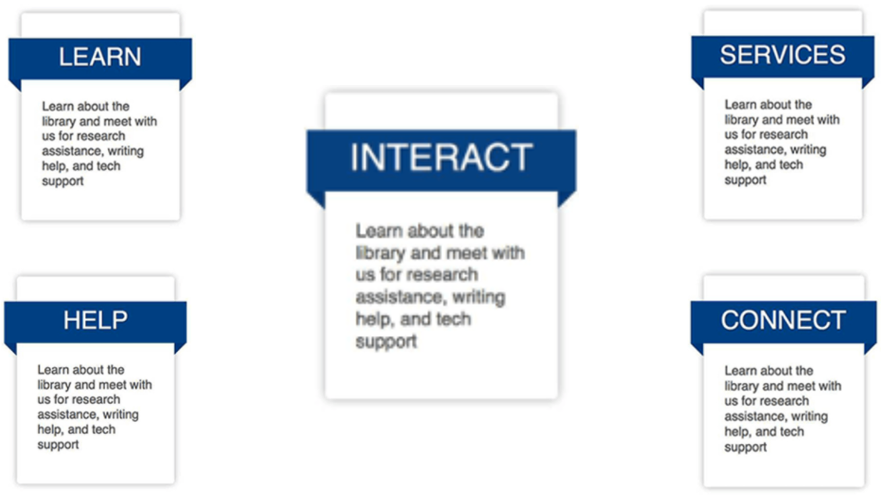 LEARN
Learn about the
library and meet with
us for research
assistance, writing
help, and tech
support
SERVICES
Learn about the
library and meet with
us for research
assistance, writing
help, and tech
support
INTERACT
Learn about the
library and meet with
us for research
assistance, writing
help, and tech
support
HELP
Learn about the
library and meet with
us for research
assistance, writing
help, and tech
support
CONNECT
Learn about the
library and meet with
us for research
assistance, writing
help, and tech
support